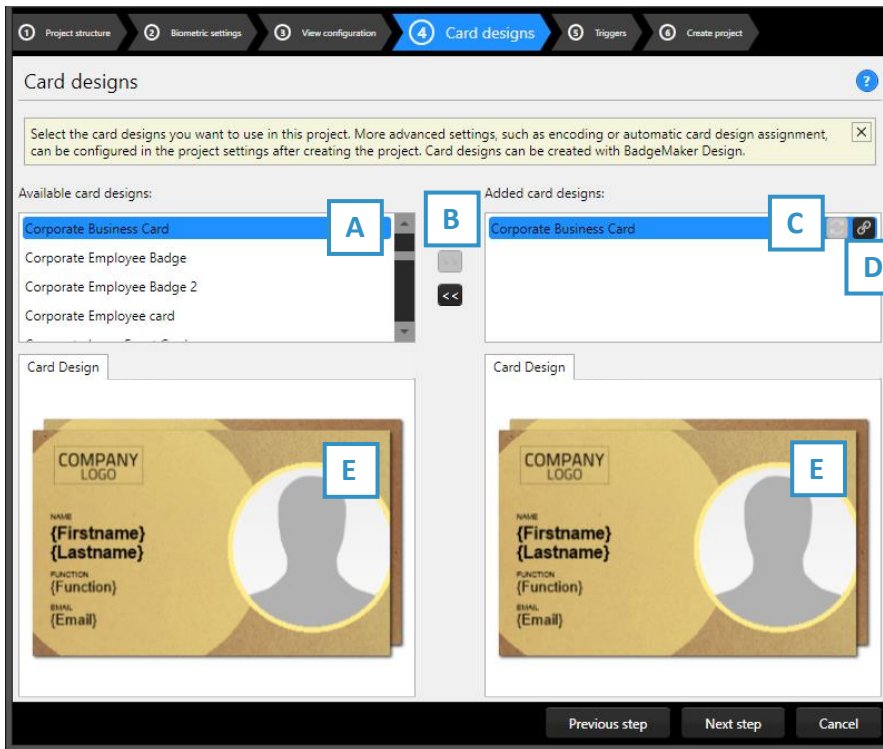 1 Project structure
2 Biometric settings
3 View configuration
4 Card designs
5 Triggers
6 Create project
Card designs
?
Select the card designs you want to use in this project. More advanced settings, such as encoding or automatic card design assignment,
can be configured in the project settings after creating the project. Card designs can be created with BadgeMaker Design.
Available card designs:
Corporate Business Card
A
Corporate Employee Badge
Corporate Employee Badge 2
Corporate Employee card
B
>>
<<
Added card designs:
Corporate Business Card
C
D
Card Design
COMPANY
LOGO
E
NAME
{Firstname}
{Lastname}
FUNCTION
{Function}
EMAIL
{Email}
Card Design
COMPANY
LOGO
E
NAME
{Firstname}
{Lastname}
FUNCTION
{Function}
EMAIL
{Email}
Previous step
Next step
Cancel